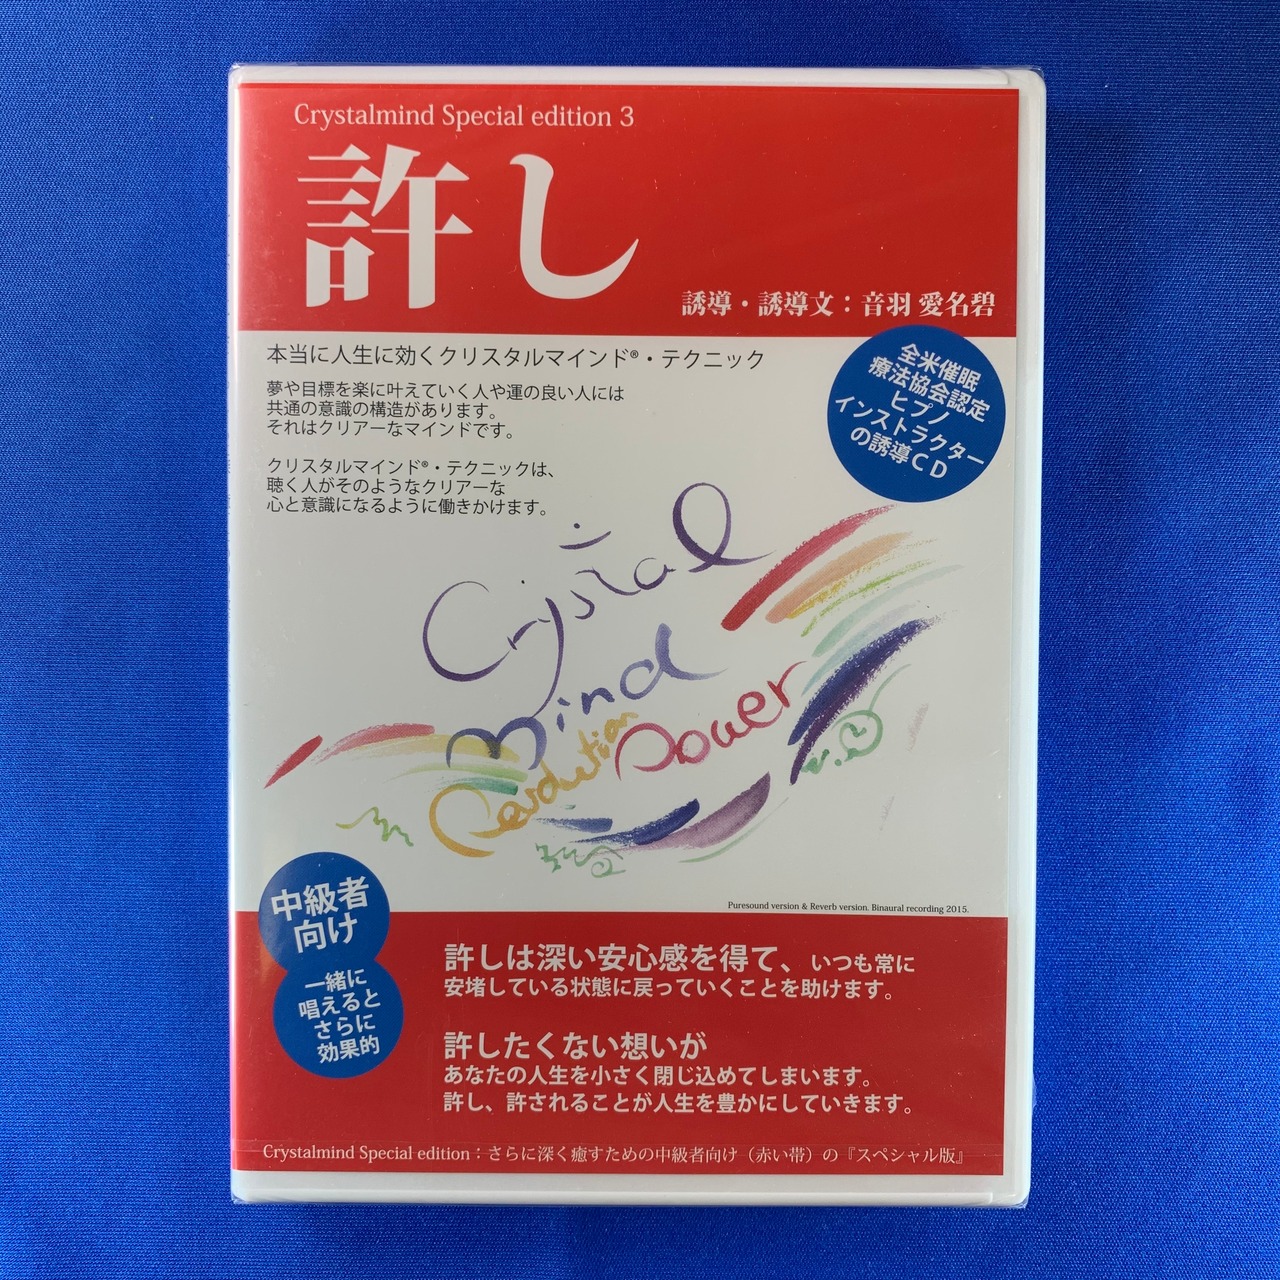 Crystalmind Special edition 3
許し
誘導・誘導文：音羽 愛名碧
本当に人生に効くクリスタルマインド®・テクニック
夢や目標を楽に叶えていく人や運の良い人には
共通の意識の構造があります。
それはクリアーなマインドです。
クリスタルマインド®・テクニックは、
聴く人がそのようなクリアーな
心と意識になるように働きかけます。
全米催眠
療法協会認定
ヒプノ
インストラクター
の誘導ＣＤ
Crystal
Mind
Power
Puresound version & Reverb version. Binaural recording 2015.
中級者
向け
一緒に
唱えると
さらに
効果的
許しは深い安心感を得て、いつも常に
安堵している状態に戻っていくことを助けます。
許したくない想いが
あなたの人生を小さく閉じ込めてしまいます。
許し、許されることが人生を豊かにしていきます。
Crystalmind Special edition：さらに深く癒すための中級者向け（赤い帯）の『スペシャル版』